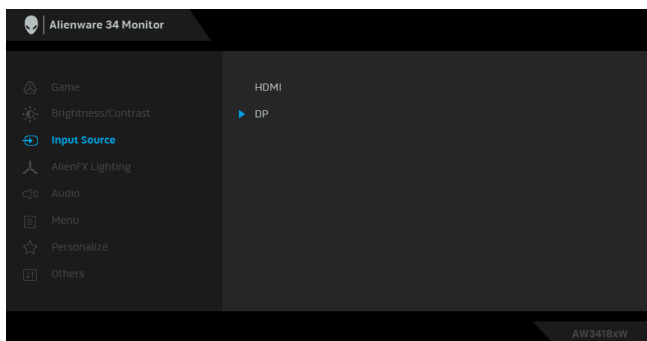 Alienware 34 Monitor
Game
Brightness/Contrast
Input Source
AlienFX Lighting
Audio
Menu
Personalize
Others
HDMI
DP
AW3418xW